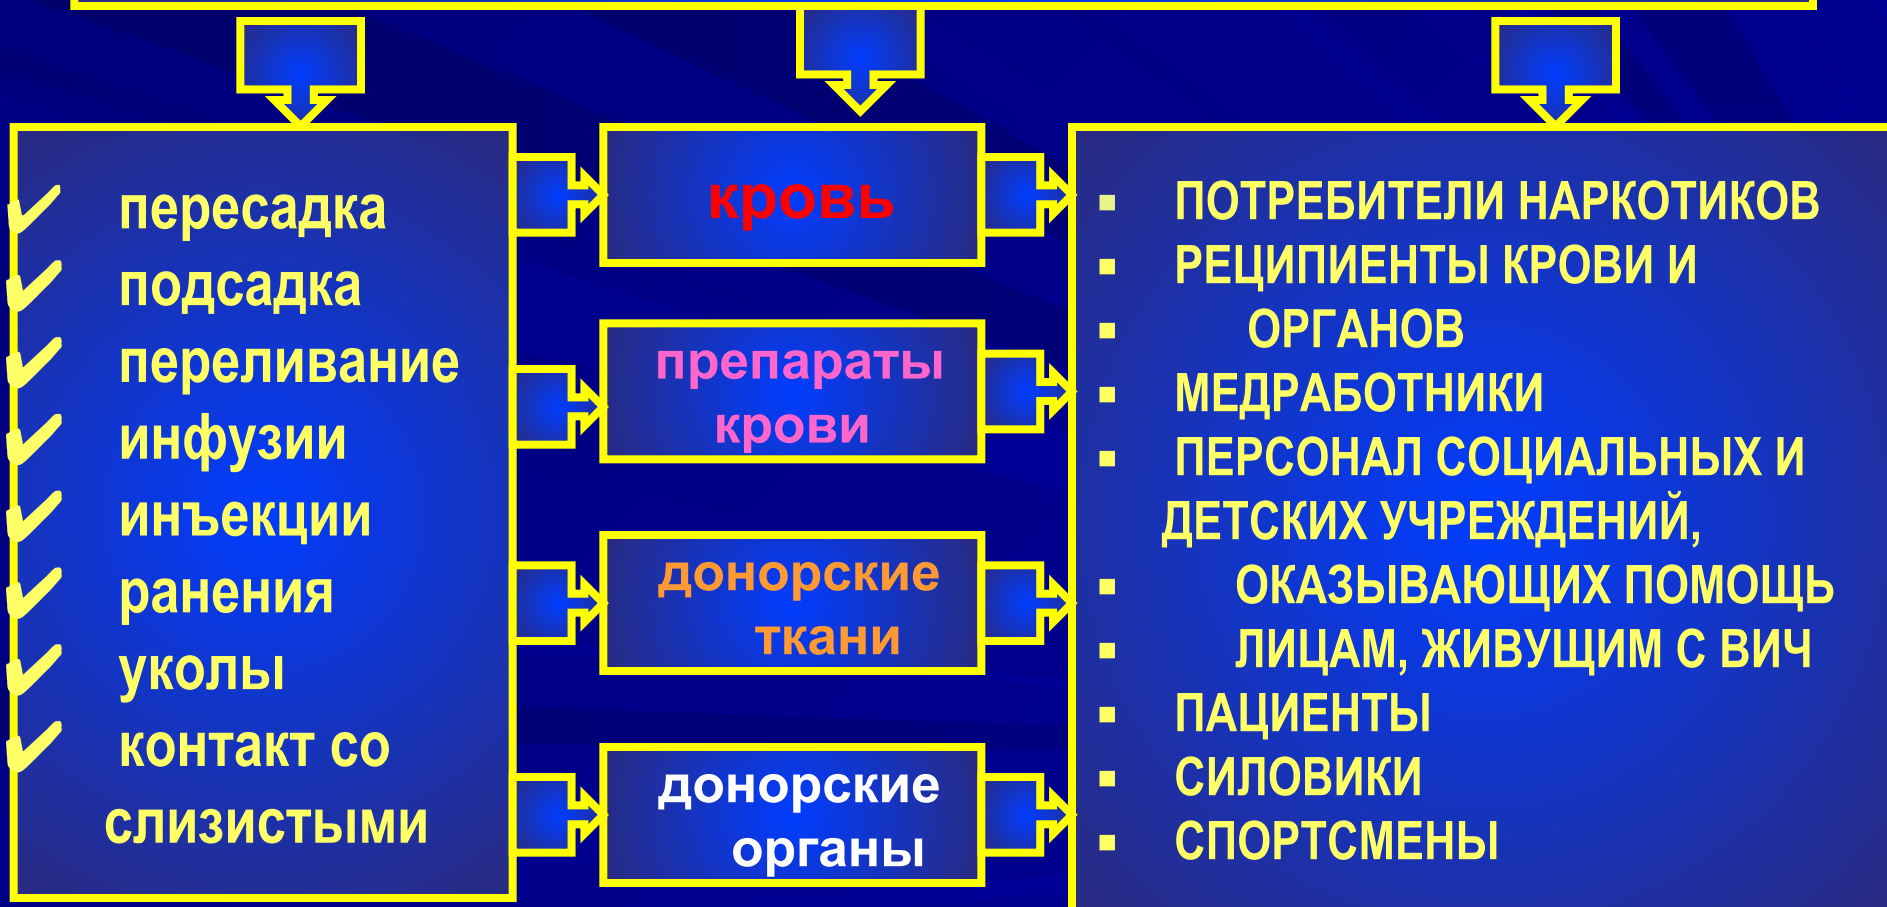 пересадка
подсадка
переливание
инфузии
инъекции
ранения
уколы
контакт со
слизистыми
кровь
препараты
крови
донорские
ткани
донорские
органы
ПОТРЕБИТЕЛИ НАРКОТИКОВ
РЕЦИПИЕНТЫ КРОВИ И
ОРГАНОВ
МЕДРАБОТНИКИ
ПЕРСОНАЛ СОЦИАЛЬНЫХ И
ДЕТСКИХ УЧРЕЖДЕНИЙ,
ОКАЗЫВАЮЩИХ ПОМОЩЬ
ЛИЦАМ, ЖИВУЩИМ С ВИЧ
ПАЦИЕНТЫ
СИЛОВИКИ
СПОРТСМЕНЫ